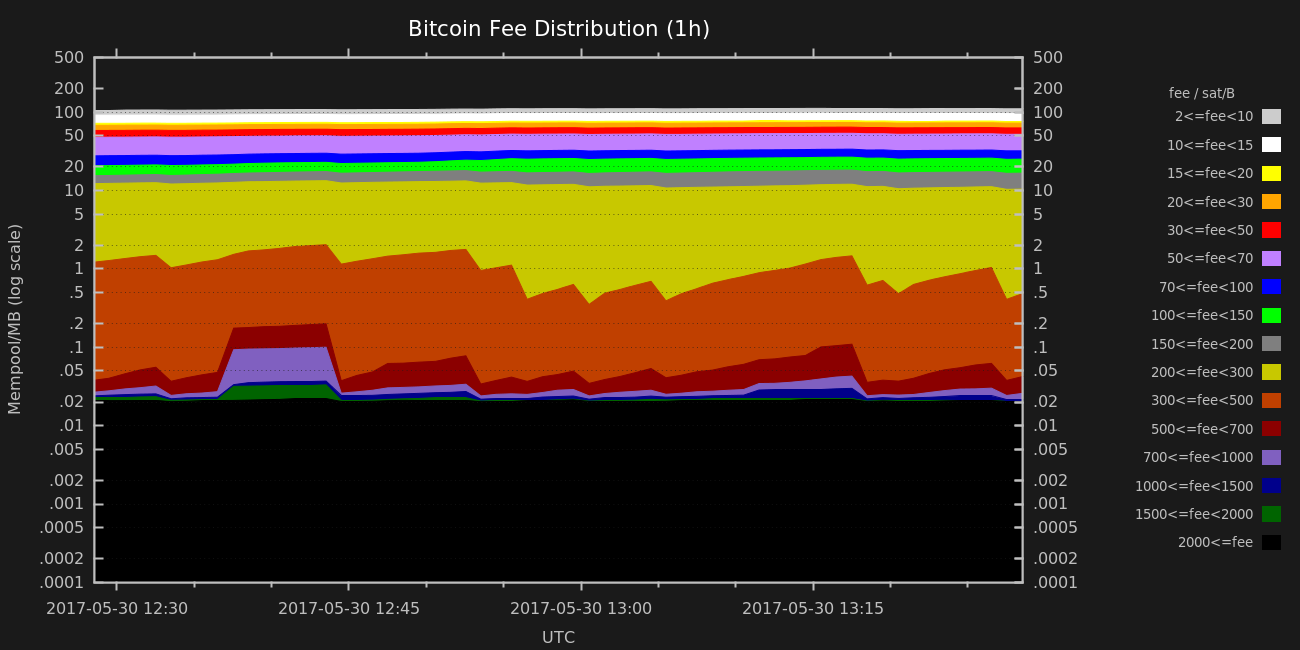 Bitcoin Fee Distribution (1h)
500 500
200 200
100 100
50 50
20 20
10 10
5 5
2 2
1 1
.5 .5
.2 .2
.1 .1
.05 .05
.02 .02
.01 .01
.005 .005
.002 .002
.001 .001
.0005 .0005
.0002 .0002
.0001 .0001
Mempool/MB (log scale)
2017-05-30 12:30 2017-05-30 12:45 2017-05-30 13:00 2017-05-30 13:15
UTC
fee / sat/B
2<=fee<10
10<=fee<15
15<=fee<20
20<=fee<30
30<=fee<50
50<=fee<70
70<=fee<100
100<=fee<150
150<=fee<200
200<=fee<300
300<=fee<500
500<=fee<700
700<=fee<1000
1000<=fee<1500
1500<=fee<2000
2000<=fee